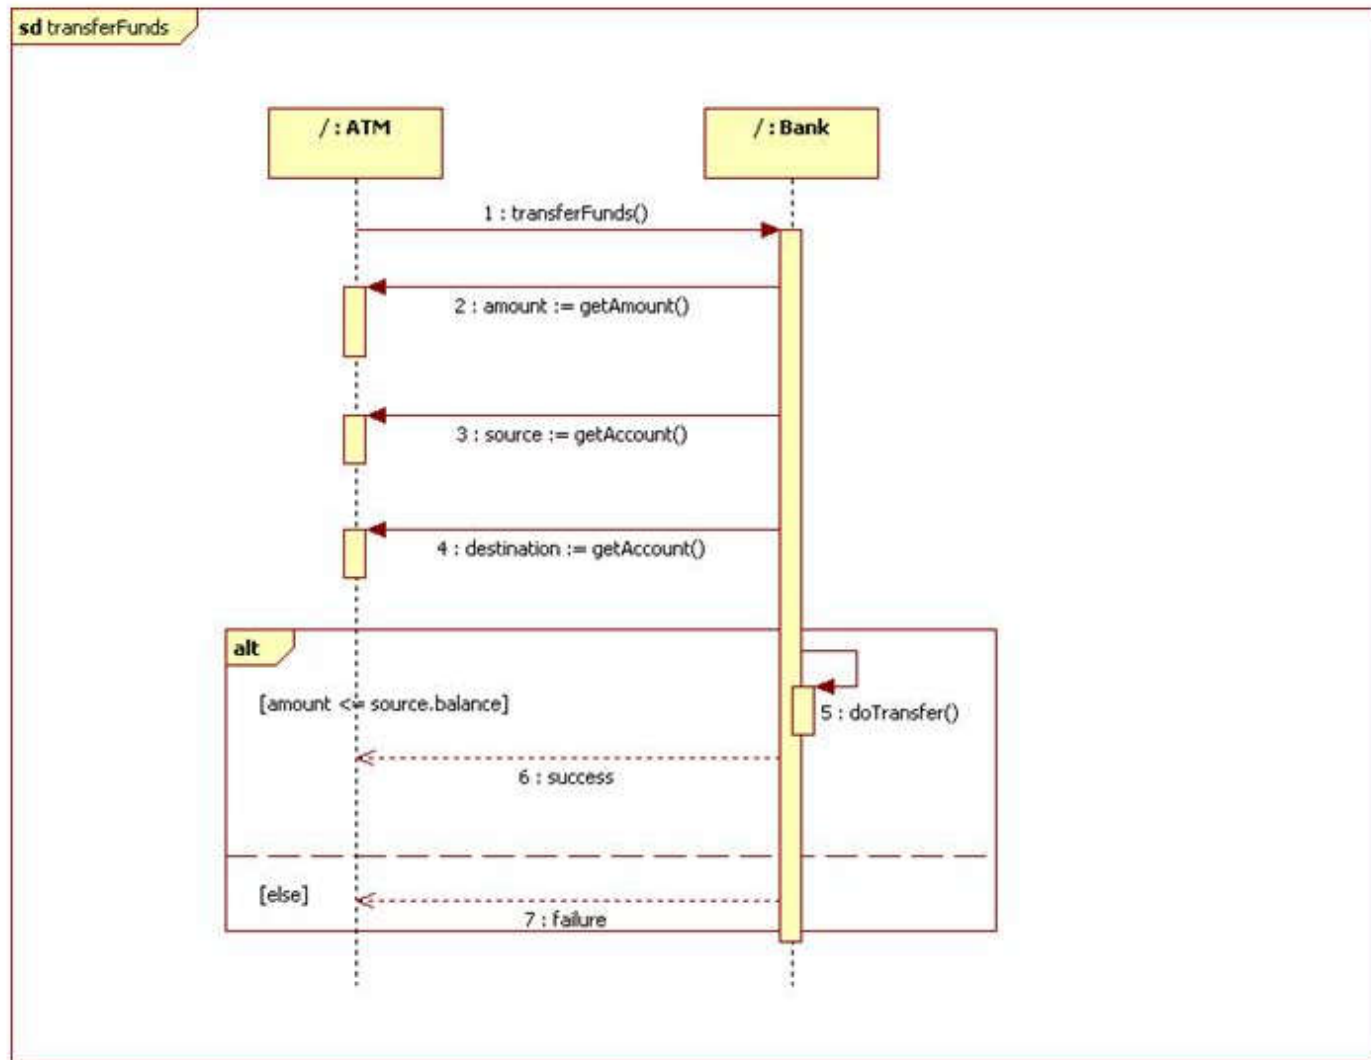 sd transferFunds
/ : ATM
/ : Bank
1 : transferFunds()
2 : amount := getAmount()
3 : source := getAccount()
4 : destination := getAccount()
alt
[amount <= source.balance]
5 : doTransfer()
6 : success
[else]
7 : failure